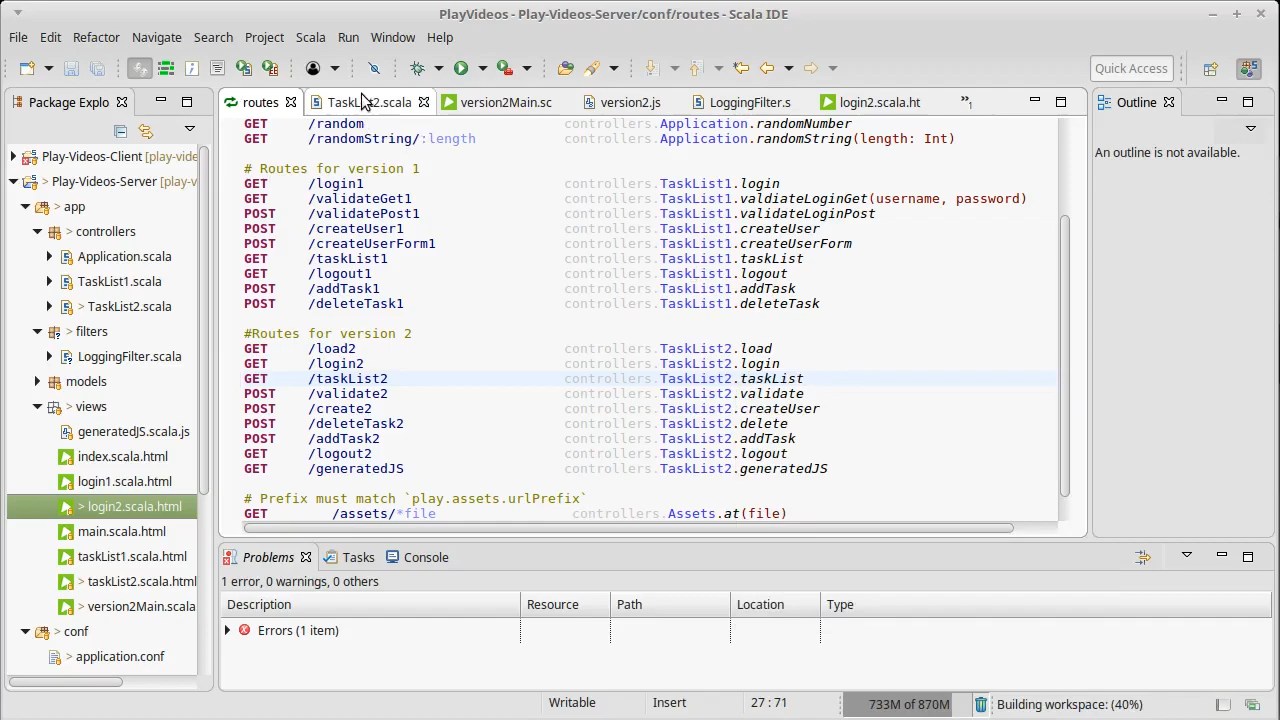 PlayVideos - Play-Videos-Server/conf/routes - Scala IDE
File Edit Refactor Navigate Search Project Scala Run Window Help
Quick Access
Package Explo
Play-Videos-Client [play-vide
> Play-Videos-Server [play-v
> app
> controllers
Application.scala
TaskList1.scala
> TaskList2.scala
> filters
LoggingFilter.scala
models
> views
generatedJS.scala.js
index.scala.html
login1.scala.html
> login2.scala.html
main.scala.html
taskList1.scala.html
> taskList2.scala.html
> version2Main.scala
> conf
> application.conf
routes TaskList2.scala version2Main.sc version2.js LoggingFilter.s login2.scala.ht »1
GET /random controllers.Application.randomNumber
GET /randomString/:length controllers.Application.randomString(length: Int)
# Routes for version 1
GET /login1 controllers.TaskList1.login
GET /validateGet1 controllers.TaskList1.valdiateLoginGet(username, password)
POST /validatePost1 controllers.TaskList1.validateLoginPost
POST /createUser1 controllers.TaskList1.createUser
POST /createUserForm1 controllers.TaskList1.createUserForm
GET /taskList1 controllers.TaskList1.taskList
GET /logout1 controllers.TaskList1.logout
POST /addTask1 controllers.TaskList1.addTask
POST /deleteTask1 controllers.TaskList1.deleteTask
#Routes for version 2
GET /load2 controllers.TaskList2.load
GET /login2 controllers.TaskList2.login
GET /taskList2 controllers.TaskList2.taskList
POST /validate2 controllers.TaskList2.validate
POST /create2 controllers.TaskList2.createUser
POST /deleteTask2 controllers.TaskList2.delete
POST /addTask2 controllers.TaskList2.addTask
GET /logout2 controllers.TaskList2.logout
GET /generatedJS controllers.TaskList2.generatedJS
# Prefix must match `play.assets.urlPrefix`
GET /assets/*file controllers.Assets.at(file)
Outline
An outline is not available.
Problems Tasks Console
1 error, 0 warnings, 0 others
Description Resource Path Location Type
Errors (1 item)
Writable Insert 27 : 71 733M of 870M Building workspace: (40%)